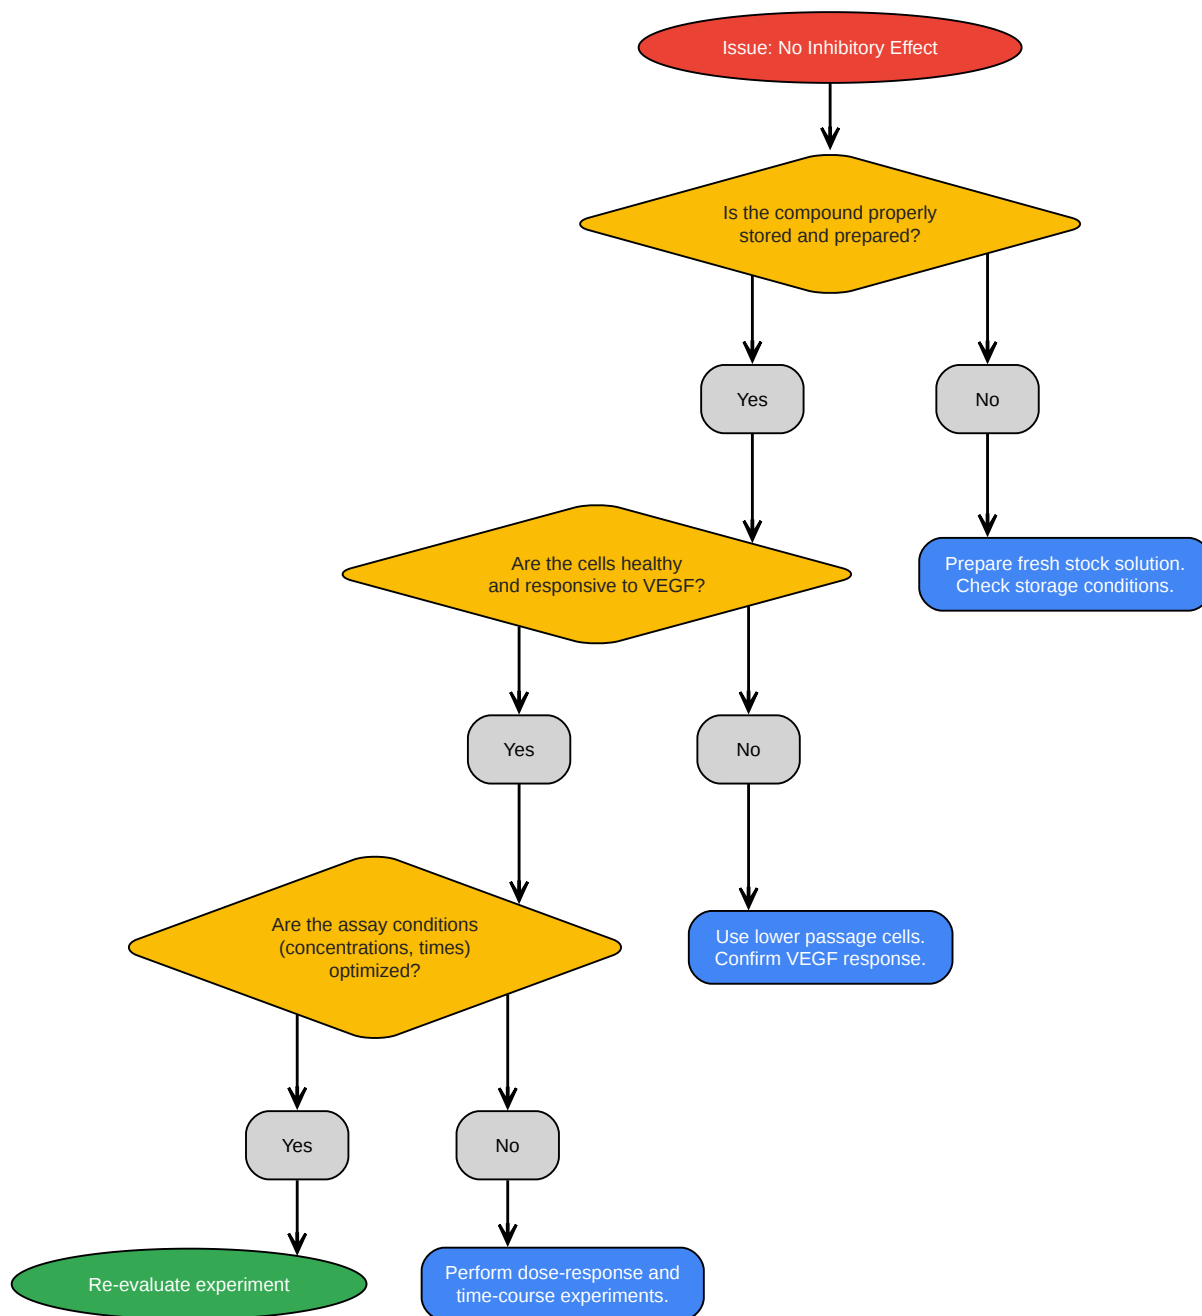 Issue: No Inhibitory Effect
Is the compound properly
stored and prepared?
Yes
No
Are the cells healthy
and responsive to VEGF?
Prepare fresh stock solution.
Check storage conditions.
Yes
No
Are the assay conditions
(concentrations, times)
optimized?
Use lower passage cells.
Confirm VEGF response.
Yes
No
Re-evaluate experiment
Perform dose-response and
time-course experiments.